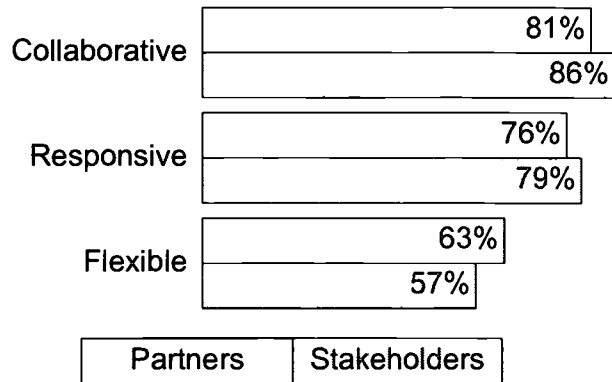 81%
Collaborative
86%
76%
Responsive
79%
63%
Flexible
57%
Partners Stakeholders